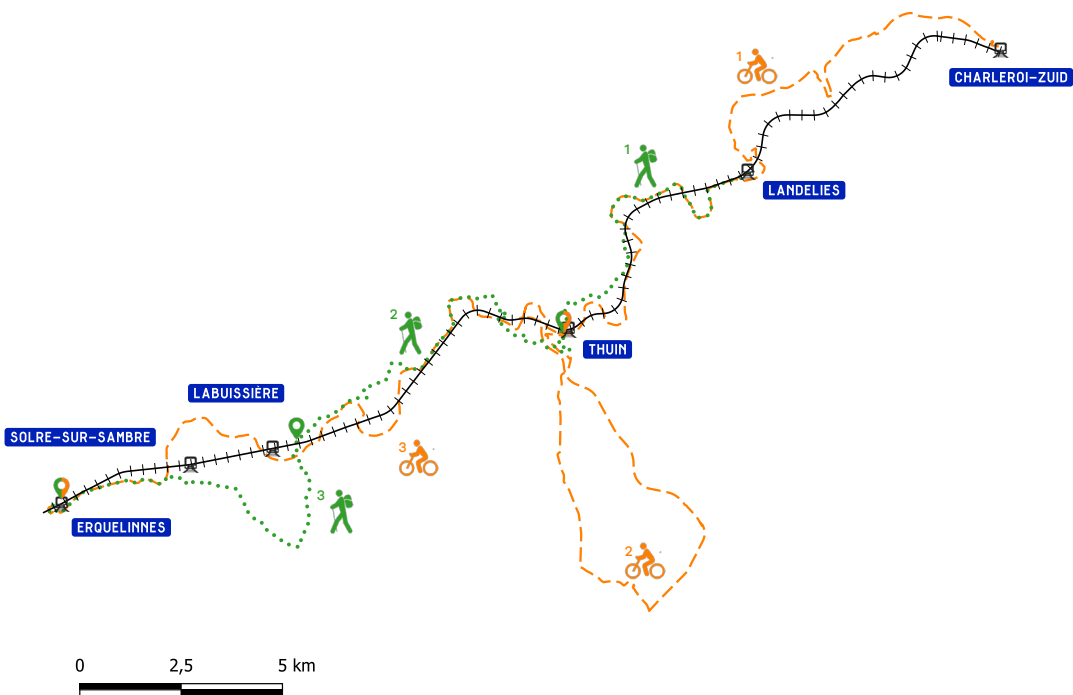 1
CHARLEROI-ZUID
1
LANDELIES
2
THUIN
LABUISSIÈRE
SOLRE-SUR-SAMBRE
3
3
ERQUELINNES
2
0 2,5 5 km